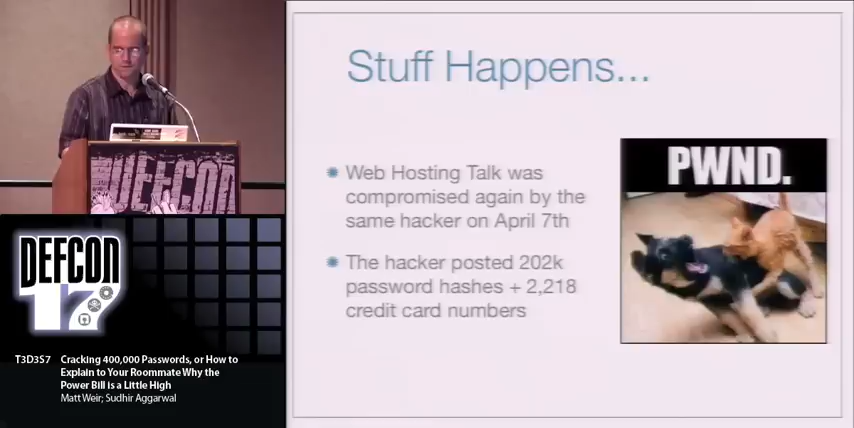 Stuff Happens...
Web Hosting Talk was
compromised again by the
same hacker on April 7th
The hacker posted 202k
password hashes + 2,218
credit card numbers
PWND.
DEFCON
DEFCON
17
T3D3S7 Cracking 400,000 Passwords, or How to
Explain to Your Roommate Why the
Power Bill is a Little High
Matt Weir; Sudhir Aggarwal